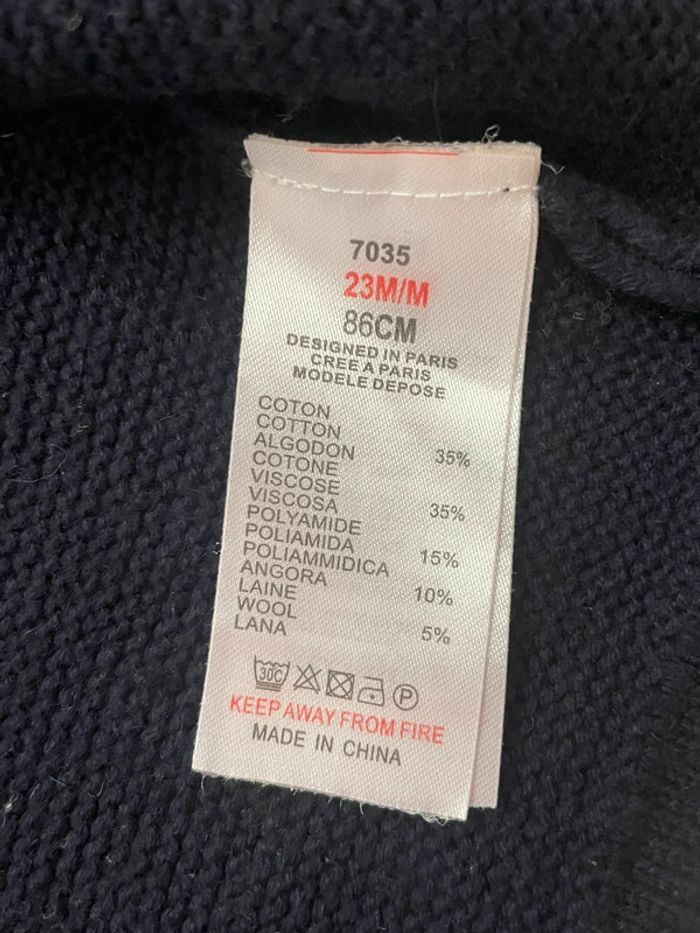 7035
23M/M
86CM
DESIGNED IN PARIS
CREE A PARIS
MODELE DEPOSE
COTON
COTTON
ALGODON 35%
COTONE
VISCOSE
VISCOSA 35%
POLYAMIDE
POLIAMIDA 15%
POLIAMMIDICA
ANGORA 10%
LAINE
WOOL 5%
LANA
30C P
KEEP AWAY FROM FIRE
MADE IN CHINA